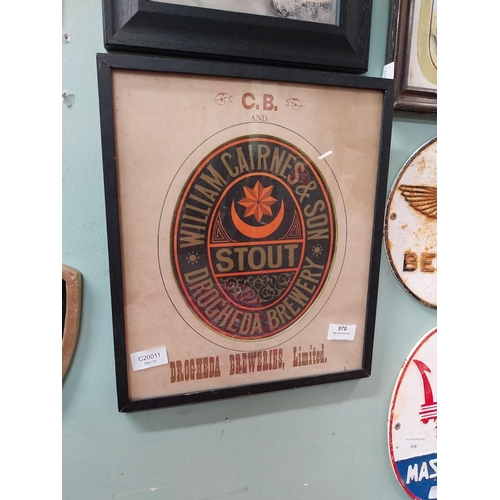 C.B.
AND
WILLIAM CAIRNES & SON
STOUT
DROGHEDA BREWERY
970
C20011
DROGHEDA BREWERIES, Limited.
BE
MAS